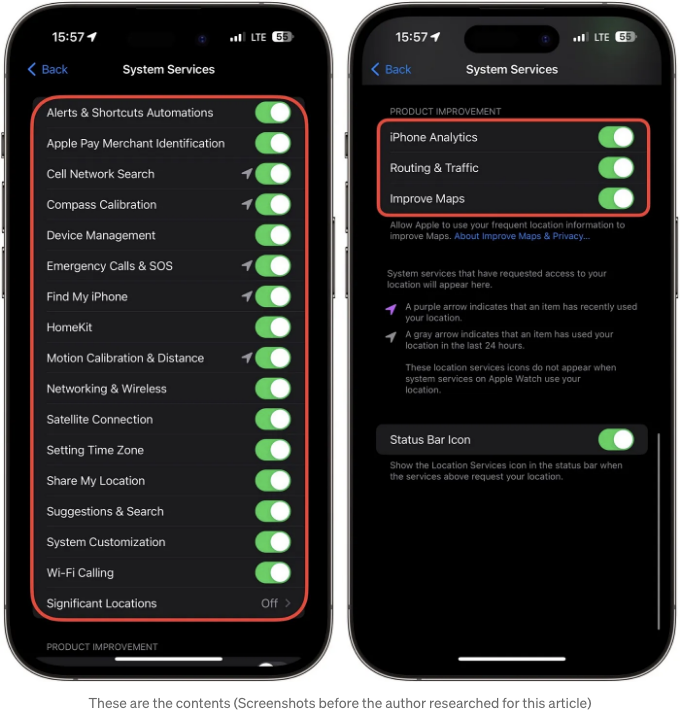 15:57 LTE 55
Back System Services
Alerts & Shortcuts Automations
Apple Pay Merchant Identification
Cell Network Search
Compass Calibration
Device Management
Emergency Calls & SOS
Find My iPhone
HomeKit
Motion Calibration & Distance
Networking & Wireless
Satellite Connection
Setting Time Zone
Share My Location
Suggestions & Search
System Customization
Wi-Fi Calling
Significant Locations Off
PRODUCT IMPROVEMENT
15:57 LTE 55
Back System Services
PRODUCT IMPROVEMENT
iPhone Analytics
Routing & Traffic
Improve Maps
Allow Apple to use your frequent location information to
improve Maps. About Improve Maps & Privacy...
System services that have requested access to your
location will appear here.
A purple arrow indicates that an item has recently used
your location.
A gray arrow indicates that an item has used your
location in the last 24 hours.
These location services icons do not appear when
system services on Apple Watch use your
location.
Status Bar Icon
Show the Location Services icon in the status bar when
the services above request your location.
These are the contents (Screenshots before the author researched for this article)